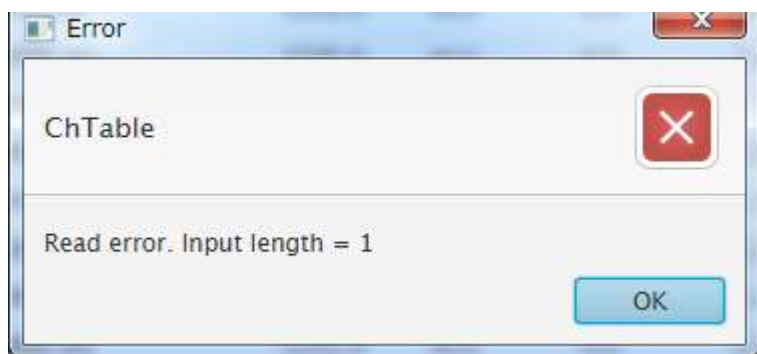 Error
ChTable
Read error. Input length = 1
OK